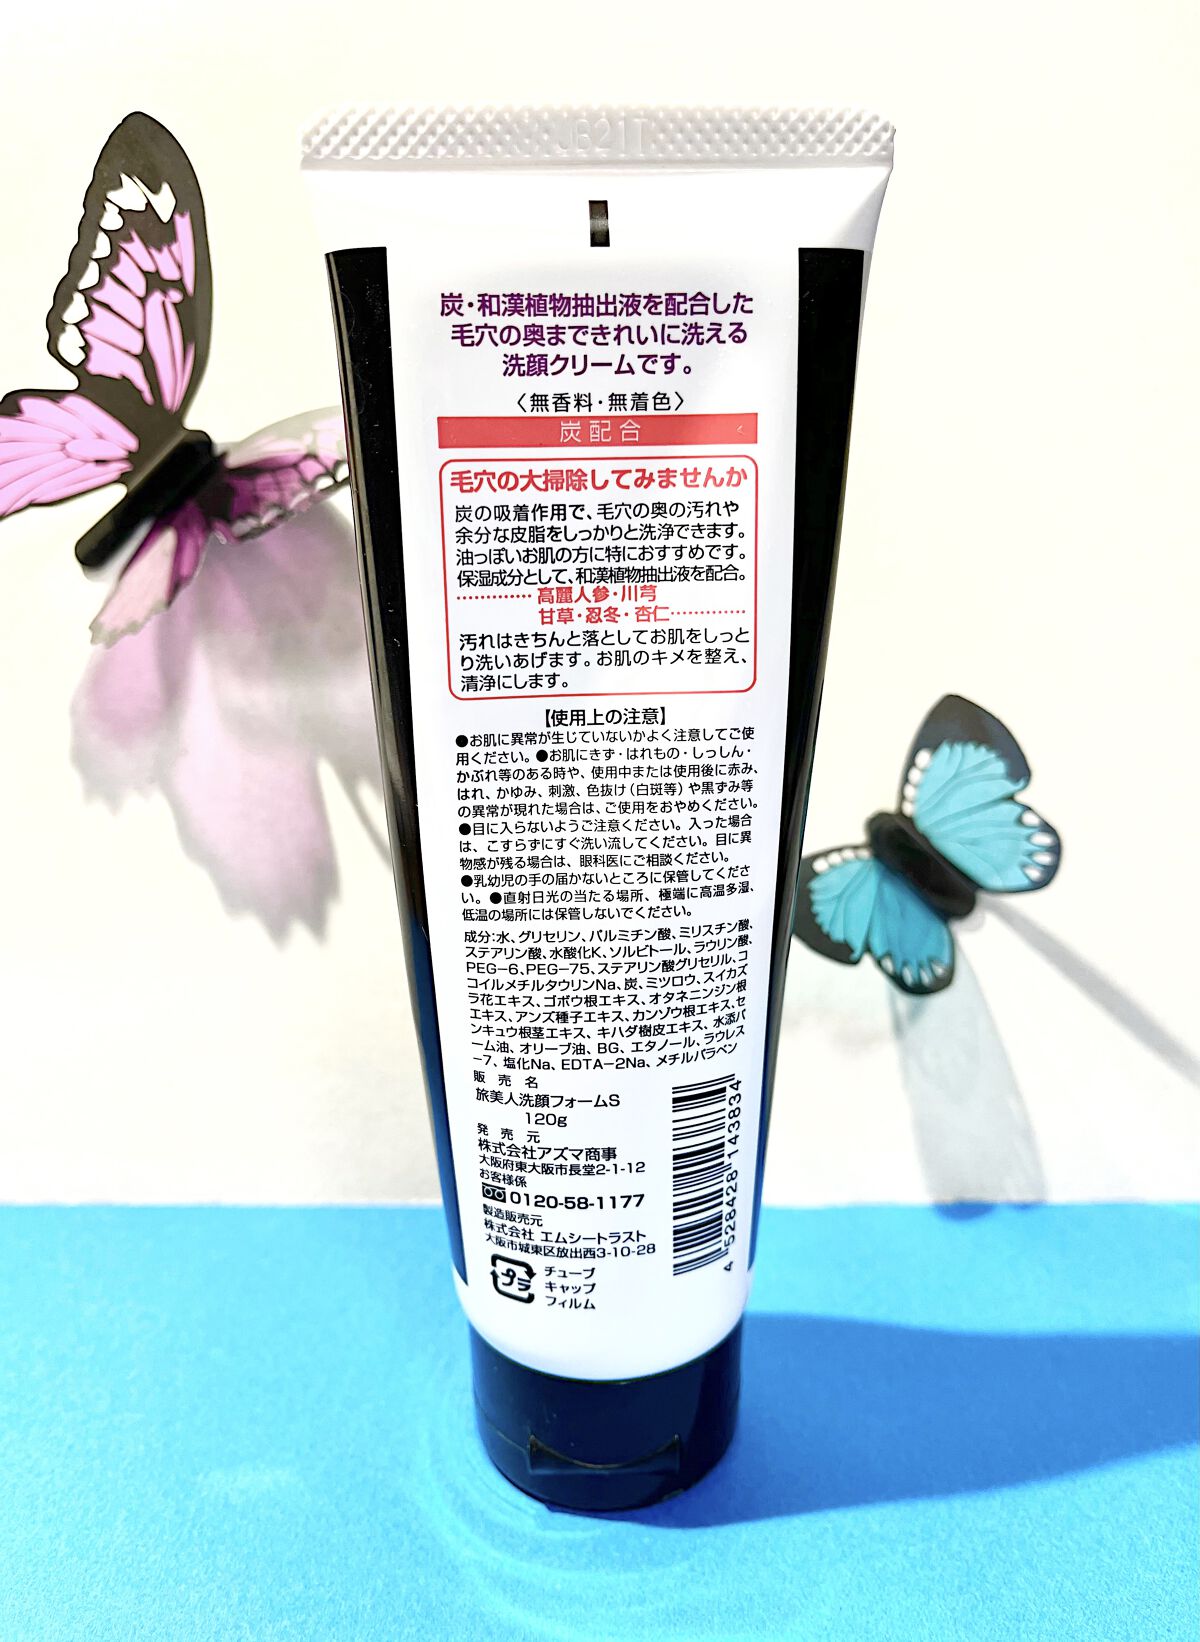 JB21T
炭・和漢植物抽出液を配合した
毛穴の奥まできれいに洗える
洗顔クリームです。
〈無香料・無着色〉
炭配合
毛穴の大掃除してみませんか
炭の吸着作用で、毛穴の奥の汚れや
余分な皮脂をしっかりと洗浄できます。
油っぽいお肌の方に特におすすめです。
保湿成分として、和漢植物抽出液を配合。
高麗人参・川芎
甘草・忍冬・杏仁
汚れはきちんと落としてお肌をしっと
り洗いあげます。お肌のキメを整え、
清浄にします。
【使用上の注意】
●お肌に異常が生じていないかよく注意してご使
用ください。●お肌にきず・はれもの・しっしん・
かぶれ等のある時や、使用中または使用後に赤み、
はれ、かゆみ、刺激、色抜け（白斑等）や黒ずみ等
の異常が現れた場合は、ご使用をおやめください。
●目に入らないようご注意ください。入った場合
は、こすらずにすぐ洗い流してください。目に異
物感が残る場合は、眼科医にご相談ください。
●乳幼児の手の届かないところに保管してくださ
い。●直射日光の当たる場所、極端に高温多湿、
低温の場所には保管しないでください。
成分：水、グリセリン、パルミチン酸、ミリスチン酸、
ステアリン酸、水酸化K、ソルビトール、ラウリン酸、
PEG-6、PEG-75、ステアリン酸グリセリル、コ
コイルメチルタウリンNa、炭、ミツロウ、スイカズ
ラ花エキス、ゴボウ根エキス、オタネニンジン根
エキス、アンズ種子エキス、カンゾウ根エキス、セ
ンキュウ根茎エキス、キハダ樹皮エキス、水添パ
ーム油、オリーブ油、BG、エタノール、ラウレス
-7、塩化Na、EDTA-2Na、メチルパラベン
販売名
旅美人洗顔フォームS
120g
発売元
株式会社アズマ商事
大阪府東大阪市長堂2-1-12
お客様係
0120-58-1177
製造販売元
株式会社 エムシートラスト
大阪市城東区放出西3-10-28
プラ
チューブ
キャップ
フィルム
4 528428 143834